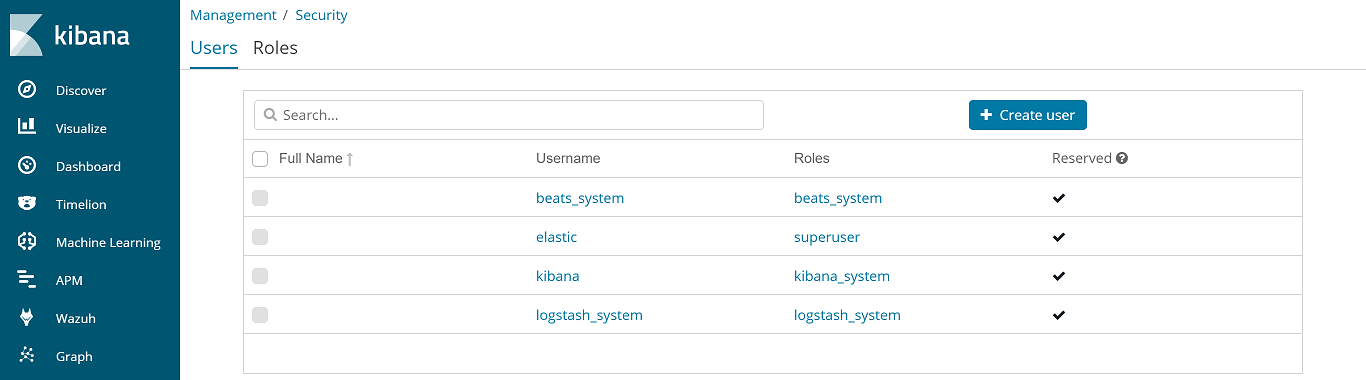 kibana
Discover
Visualize
Dashboard
Timelion
Machine Learning
APM
Wazuh
Graph
Management / Security
Users Roles
Search...
+ Create user
Full Name ↑ Username Roles Reserved ?
beats_system beats_system ✔
elastic superuser ✔
kibana kibana_system ✔
logstash_system logstash_system ✔